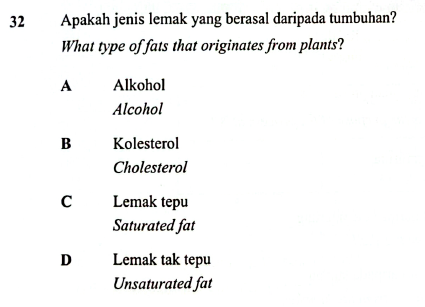 32 Apakah jenis lemak yang berasal daripada tumbuhan?
What type of fats that originates from plants?
A Alkohol
Alcohol
B Kolesterol
Cholesterol
C Lemak tepu
Saturated fat
D Lemak tak tepu
Unsaturated fat